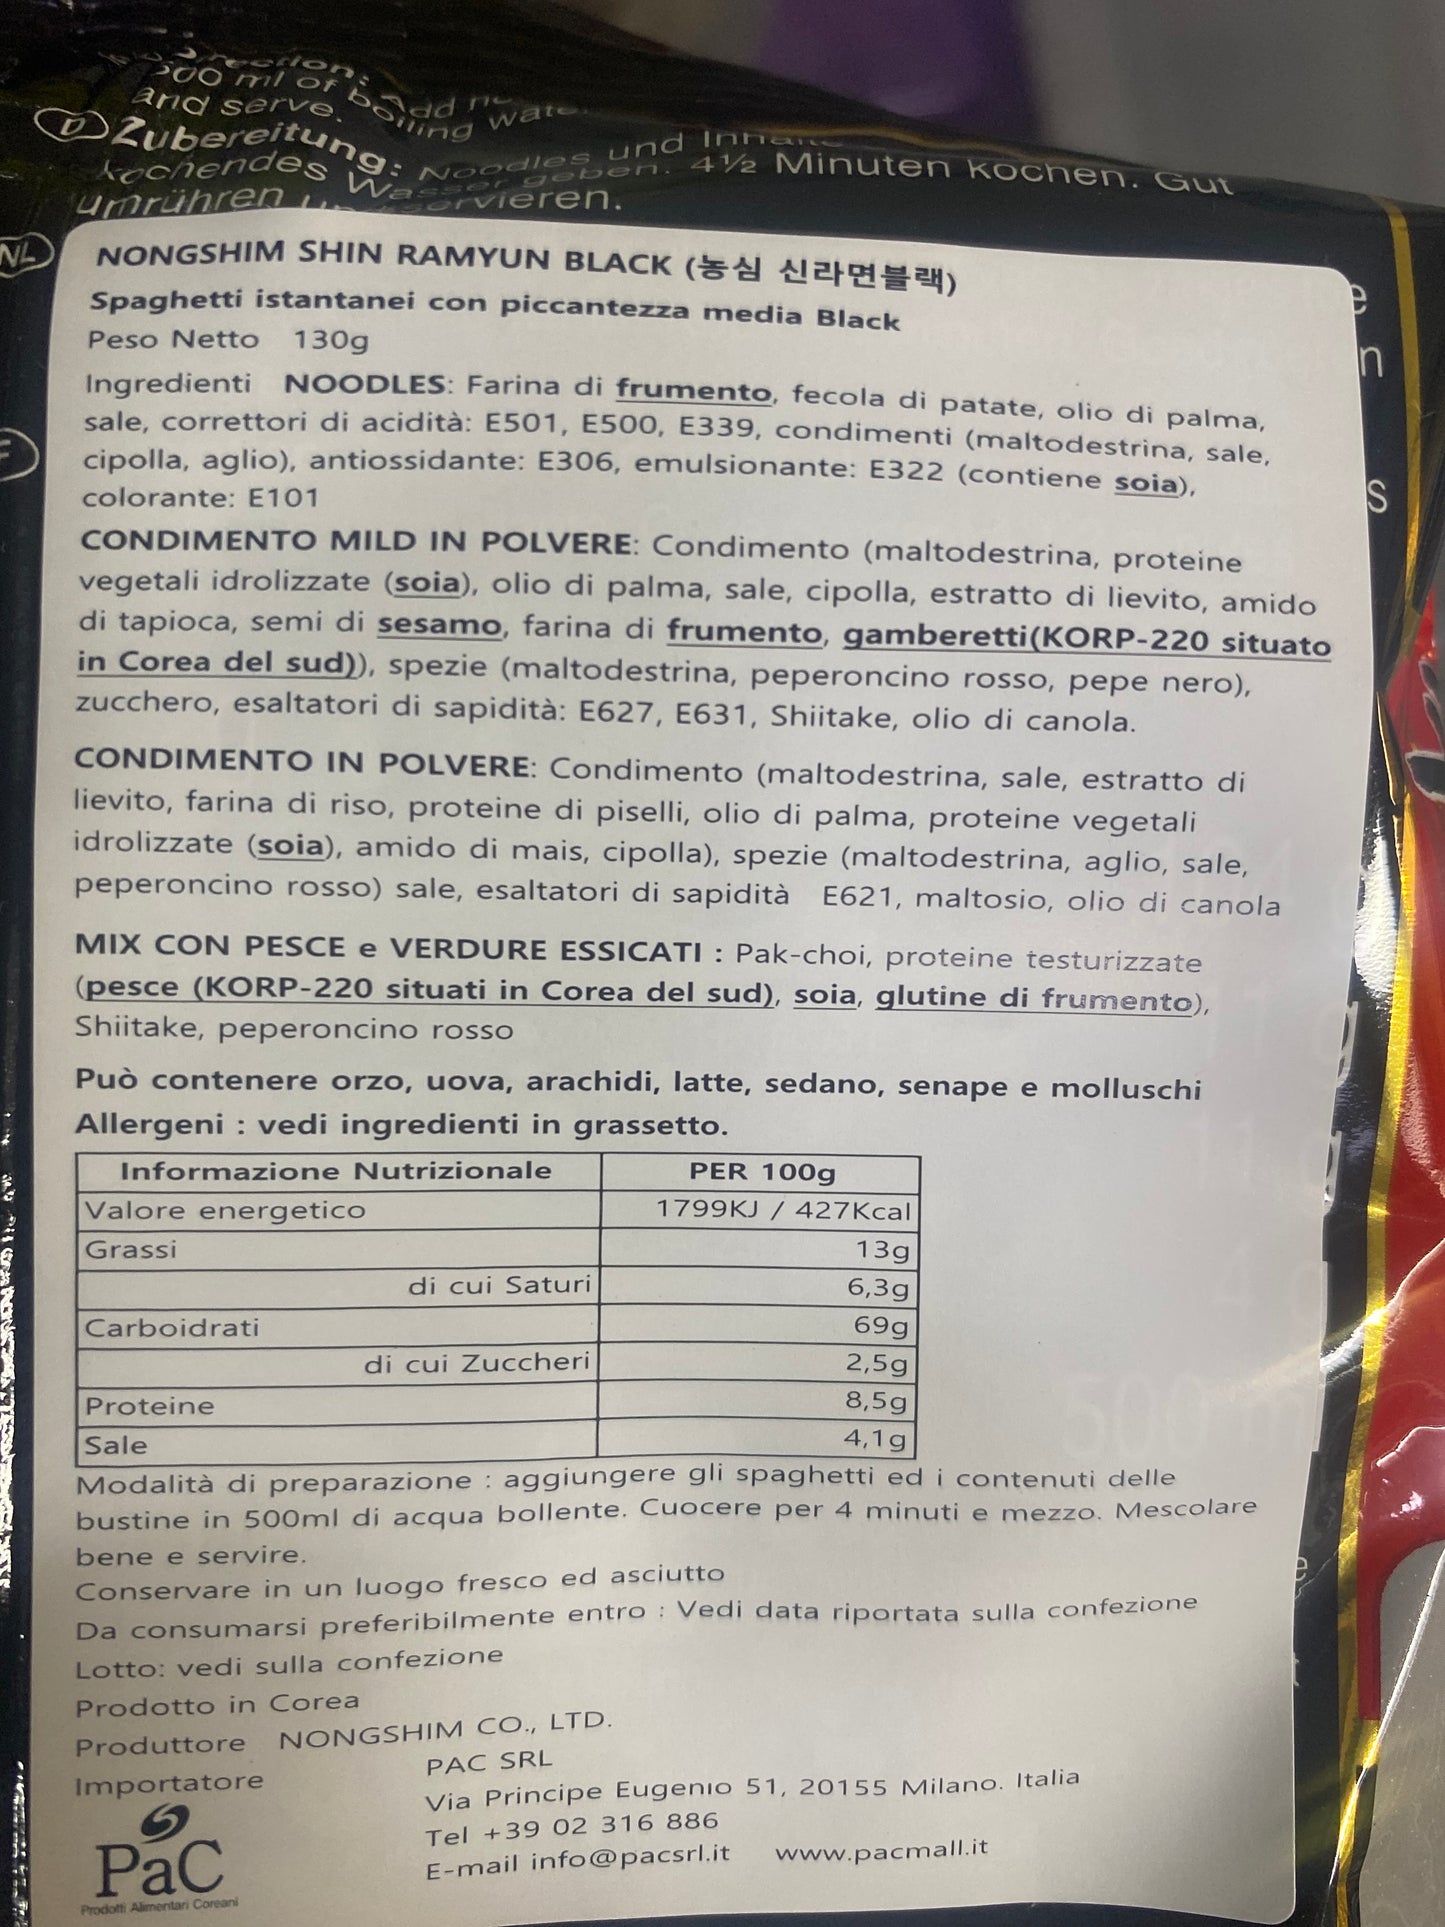 500 ml of boiling
and serve.
D Zubereitung: Noodles und
kochendes Wasser geben. 4½ Minuten kochen. Gut
umrühren servieren.
NL
NONGSHIM SHIN RAMYUN BLACK (농심 신라면블랙)
Spaghetti istantanei con piccantezza media Black
Peso Netto 130g
Ingredienti NOODLES: Farina di frumento, fecola di patate, olio di palma,
sale, correttori di acidità: E501, E500, E339, condimenti (maltodestrina, sale,
cipolla, aglio), antiossidante: E306, emulsionante: E322 (contiene soia),
colorante: E101
CONDIMENTO MILD IN POLVERE: Condimento (maltodestrina, proteine
vegetali idrolizzate (soia), olio di palma, sale, cipolla, estratto di lievito, amido
di tapioca, semi di sesamo, farina di frumento, gamberetti(KORP-220 situato
in Corea del sud)), spezie (maltodestrina, peperoncino rosso, pepe nero),
zucchero, esaltatori di sapidità: E627, E631, Shiitake, olio di canola.
CONDIMENTO IN POLVERE: Condimento (maltodestrina, sale, estratto di
lievito, farina di riso, proteine di piselli, olio di palma, proteine vegetali
idrolizzate (soia), amido di mais, cipolla), spezie (maltodestrina, aglio, sale,
peperoncino rosso) sale, esaltatori di sapidità E621, maltosio, olio di canola
MIX CON PESCE e VERDURE ESSICATI : Pak-choi, proteine testurizzate
(pesce (KORP-220 situati in Corea del sud), soia, glutine di frumento),
Shiitake, peperoncino rosso
Può contenere orzo, uova, arachidi, latte, sedano, senape e molluschi
Allergeni : vedi ingredienti in grassetto.
Informazione Nutrizionale PER 100g
Valore energetico 1799KJ / 427Kcal
Grassi 13g
di cui Saturi 6,3g
Carboidrati 69g
di cui Zuccheri 2,5g
Proteine 8,5g
Sale 4,1g
Modalità di preparazione : aggiungere gli spaghetti ed i contenuti delle
bustine in 500ml di acqua bollente. Cuocere per 4 minuti e mezzo. Mescolare
bene e servire.
Conservare in un luogo fresco ed asciutto
Da consumarsi preferibilmente entro : Vedi data riportata sulla confezione
Lotto: vedi sulla confezione
Prodotto in Corea
Produttore NONGSHIM CO., LTD.
Importatore PAC SRL
Via Principe Eugenio 51, 20155 Milano. Italia
Tel +39 02 316 886
E-mail info@pacsrl.it www.pacmall.it
PaC
Prodotti Alimentari Coreani